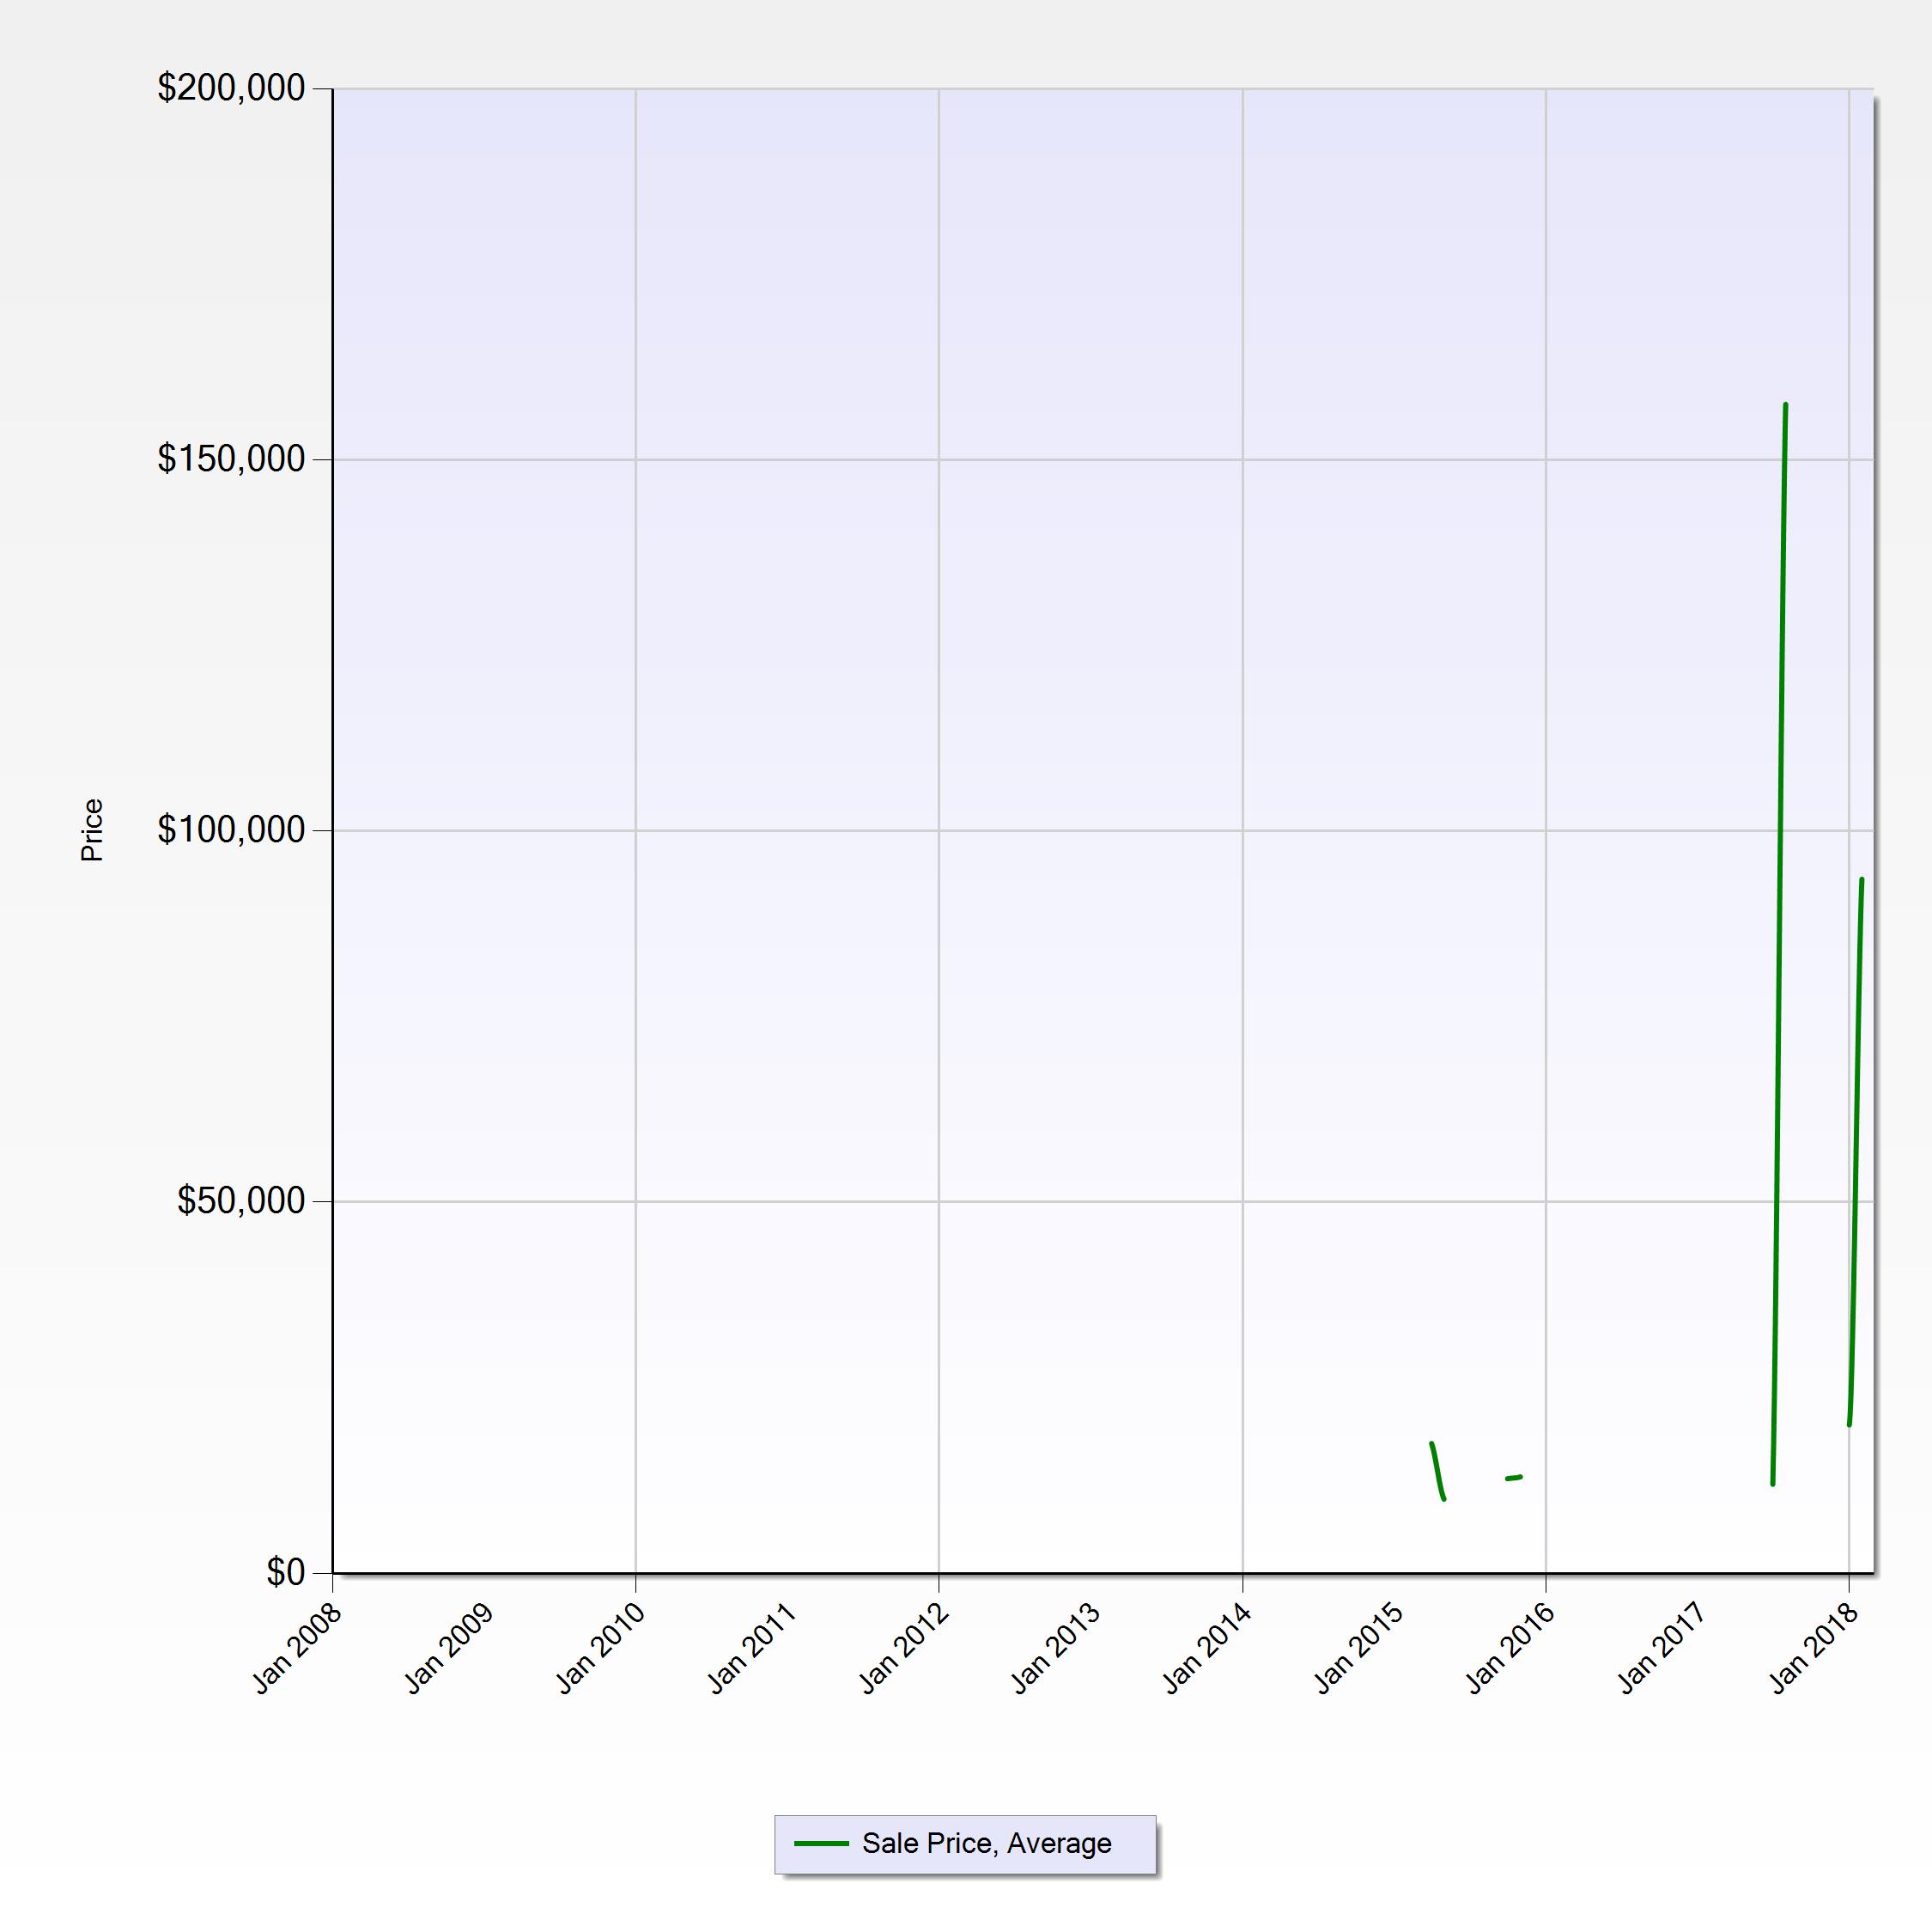 $200,000
$150,000
$100,000
$50,000
$0
Price
Jan 2008
Jan 2009
Jan 2010
Jan 2011
Jan 2012
Jan 2013
Jan 2014
Jan 2015
Jan 2016
Jan 2017
Jan 2018
Sale Price, Average